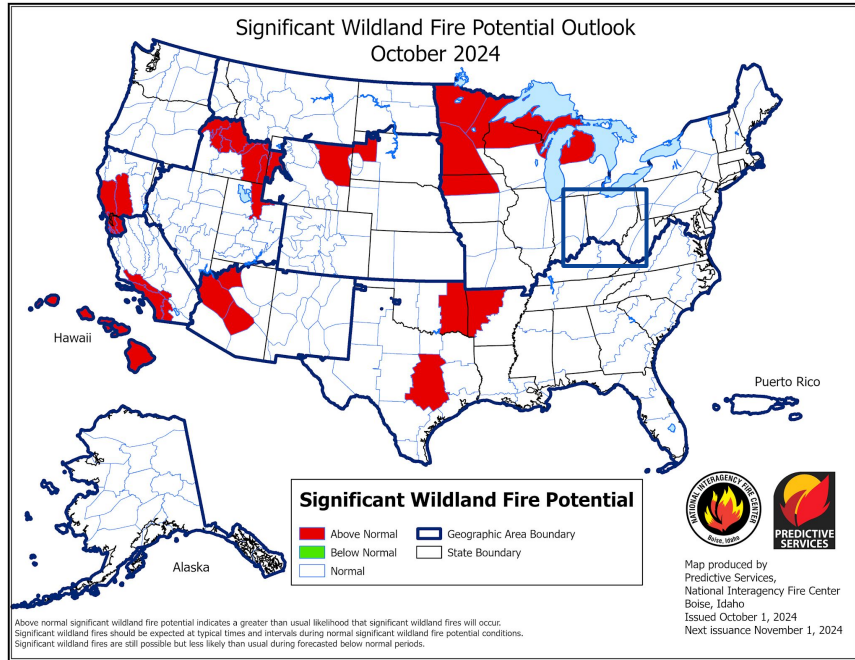 Significant Wildland Fire Potential Outlook
October 2024
Hawaii
Puerto Rico
Alaska
Significant Wildland Fire Potential
Above Normal
Below Normal
Normal
Geographic Area Boundary
State Boundary
NATIONAL INTERAGENCY FIRE CENTER
Boise, Idaho
PREDICTIVE
SERVICES
Map produced by
Predictive Services,
National Interagency Fire Center
Boise, Idaho
Issued October 1, 2024
Next issuance November 1, 2024
Above normal significant wildland fire potential indicates a greater than usual likelihood that significant wildland fires will occur.
Significant wildland fires should be expected at typical times and intervals during normal significant wildland fire potential conditions.
Significant wildland fires are still possible but less likely than usual during forecasted below normal periods.